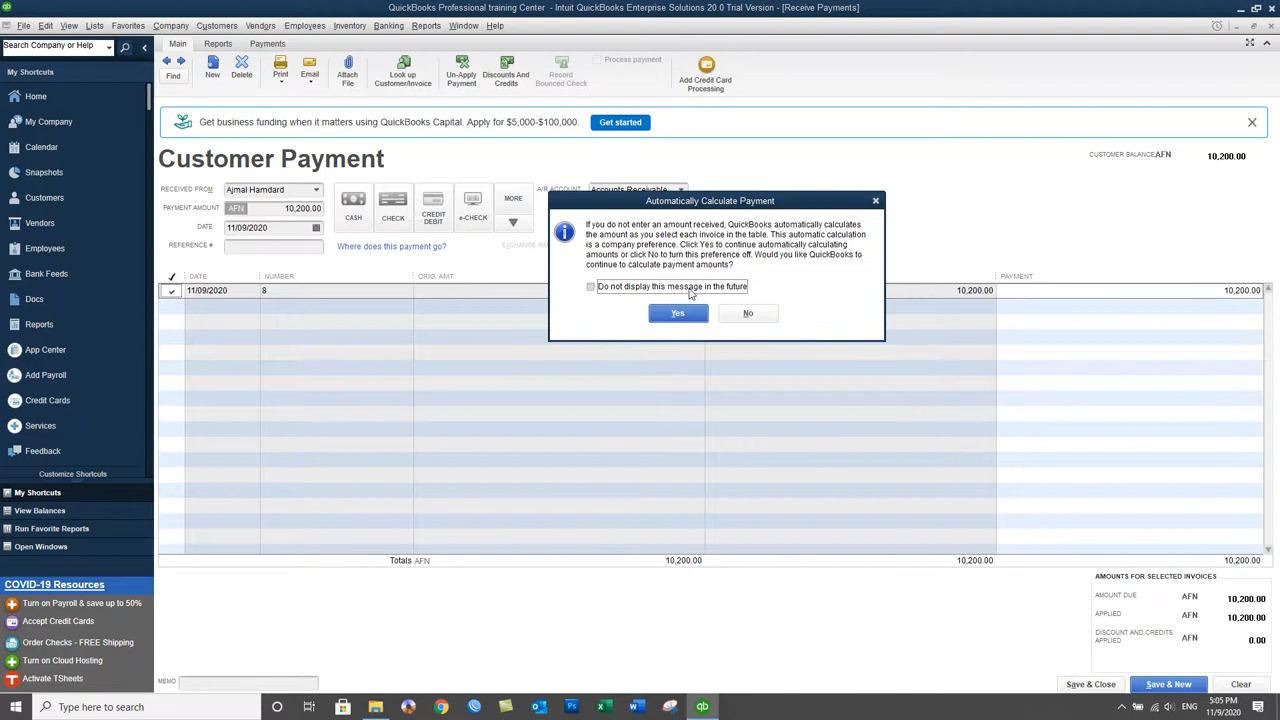 QuickBooks Professional training Center - Intuit QuickBooks Enterprise Solutions 20.0 Trial Version - [Receive Payments]
File Edit View Lists Favorites Company Customers Vendors Employees Banking Reports Window Help
Search Company or Help
Main Reports Payments
Find
New
Delete
Print
Email
Attach File
Look up Customer/Invoice
Un-Apply Payment
Discounts And Credits
Record Bounced Check
Process payment
Add Credit Card Processing
My Shortcuts
Home
My Company
Calendar
Snapshots
Customers
Vendors
Employees
Bank Feeds
Docs
Reports
App Center
Add Payroll
Credit Cards
Services
Feedback
Customize Shortcuts
My Shortcuts
View Balances
Run Favorite Reports
Open Windows
COVID-19 Resources
Turn on Payroll & save up to 50%
Accept Credit Cards
Order Checks - FREE Shipping
Turn on Cloud Hosting
Activate TSheets
Get business funding when it matters using QuickBooks Capital. Apply for $5,000-$100,000. Get started
Customer Payment
CUSTOMER BALANCE AFN 10,200.00
RECEIVED FROM Ajmal Hamdard
PAYMENT AMOUNT AFN 10,200.00
DATE 11/09/2020
REFERENCE #
CASH
CHECK
CREDIT DEBIT
e-CHECK
MORE
A/R ACCOUNT Accounts Receivable
Where does this payment go?
DATE NUMBER ORIG. AMT. PAYMENT
11/09/2020 8 10,200.00 10,200.00
Automatically Calculate Payment
If you do not enter an amount received, QuickBooks automatically calculates
the amount as you select each invoice in the table. This automatic calculation
is a company preference. Click Yes to continue automatically calculating
amounts or click No to turn this preference off. Would you like QuickBooks to
continue to calculate payment amounts?
Do not display this message in the future
Yes No
Totals AFN 10,200.00 10,200.00 10,200.00
AMOUNTS FOR SELECTED INVOICES
AMOUNT DUE AFN 10,200.00
APPLIED AFN 10,200.00
DISCOUNT AND CREDITS APPLIED AFN 0.00
MEMO
Save & Close Save & New Clear
Type here to search
ENG
5:05 PM
11/9/2020